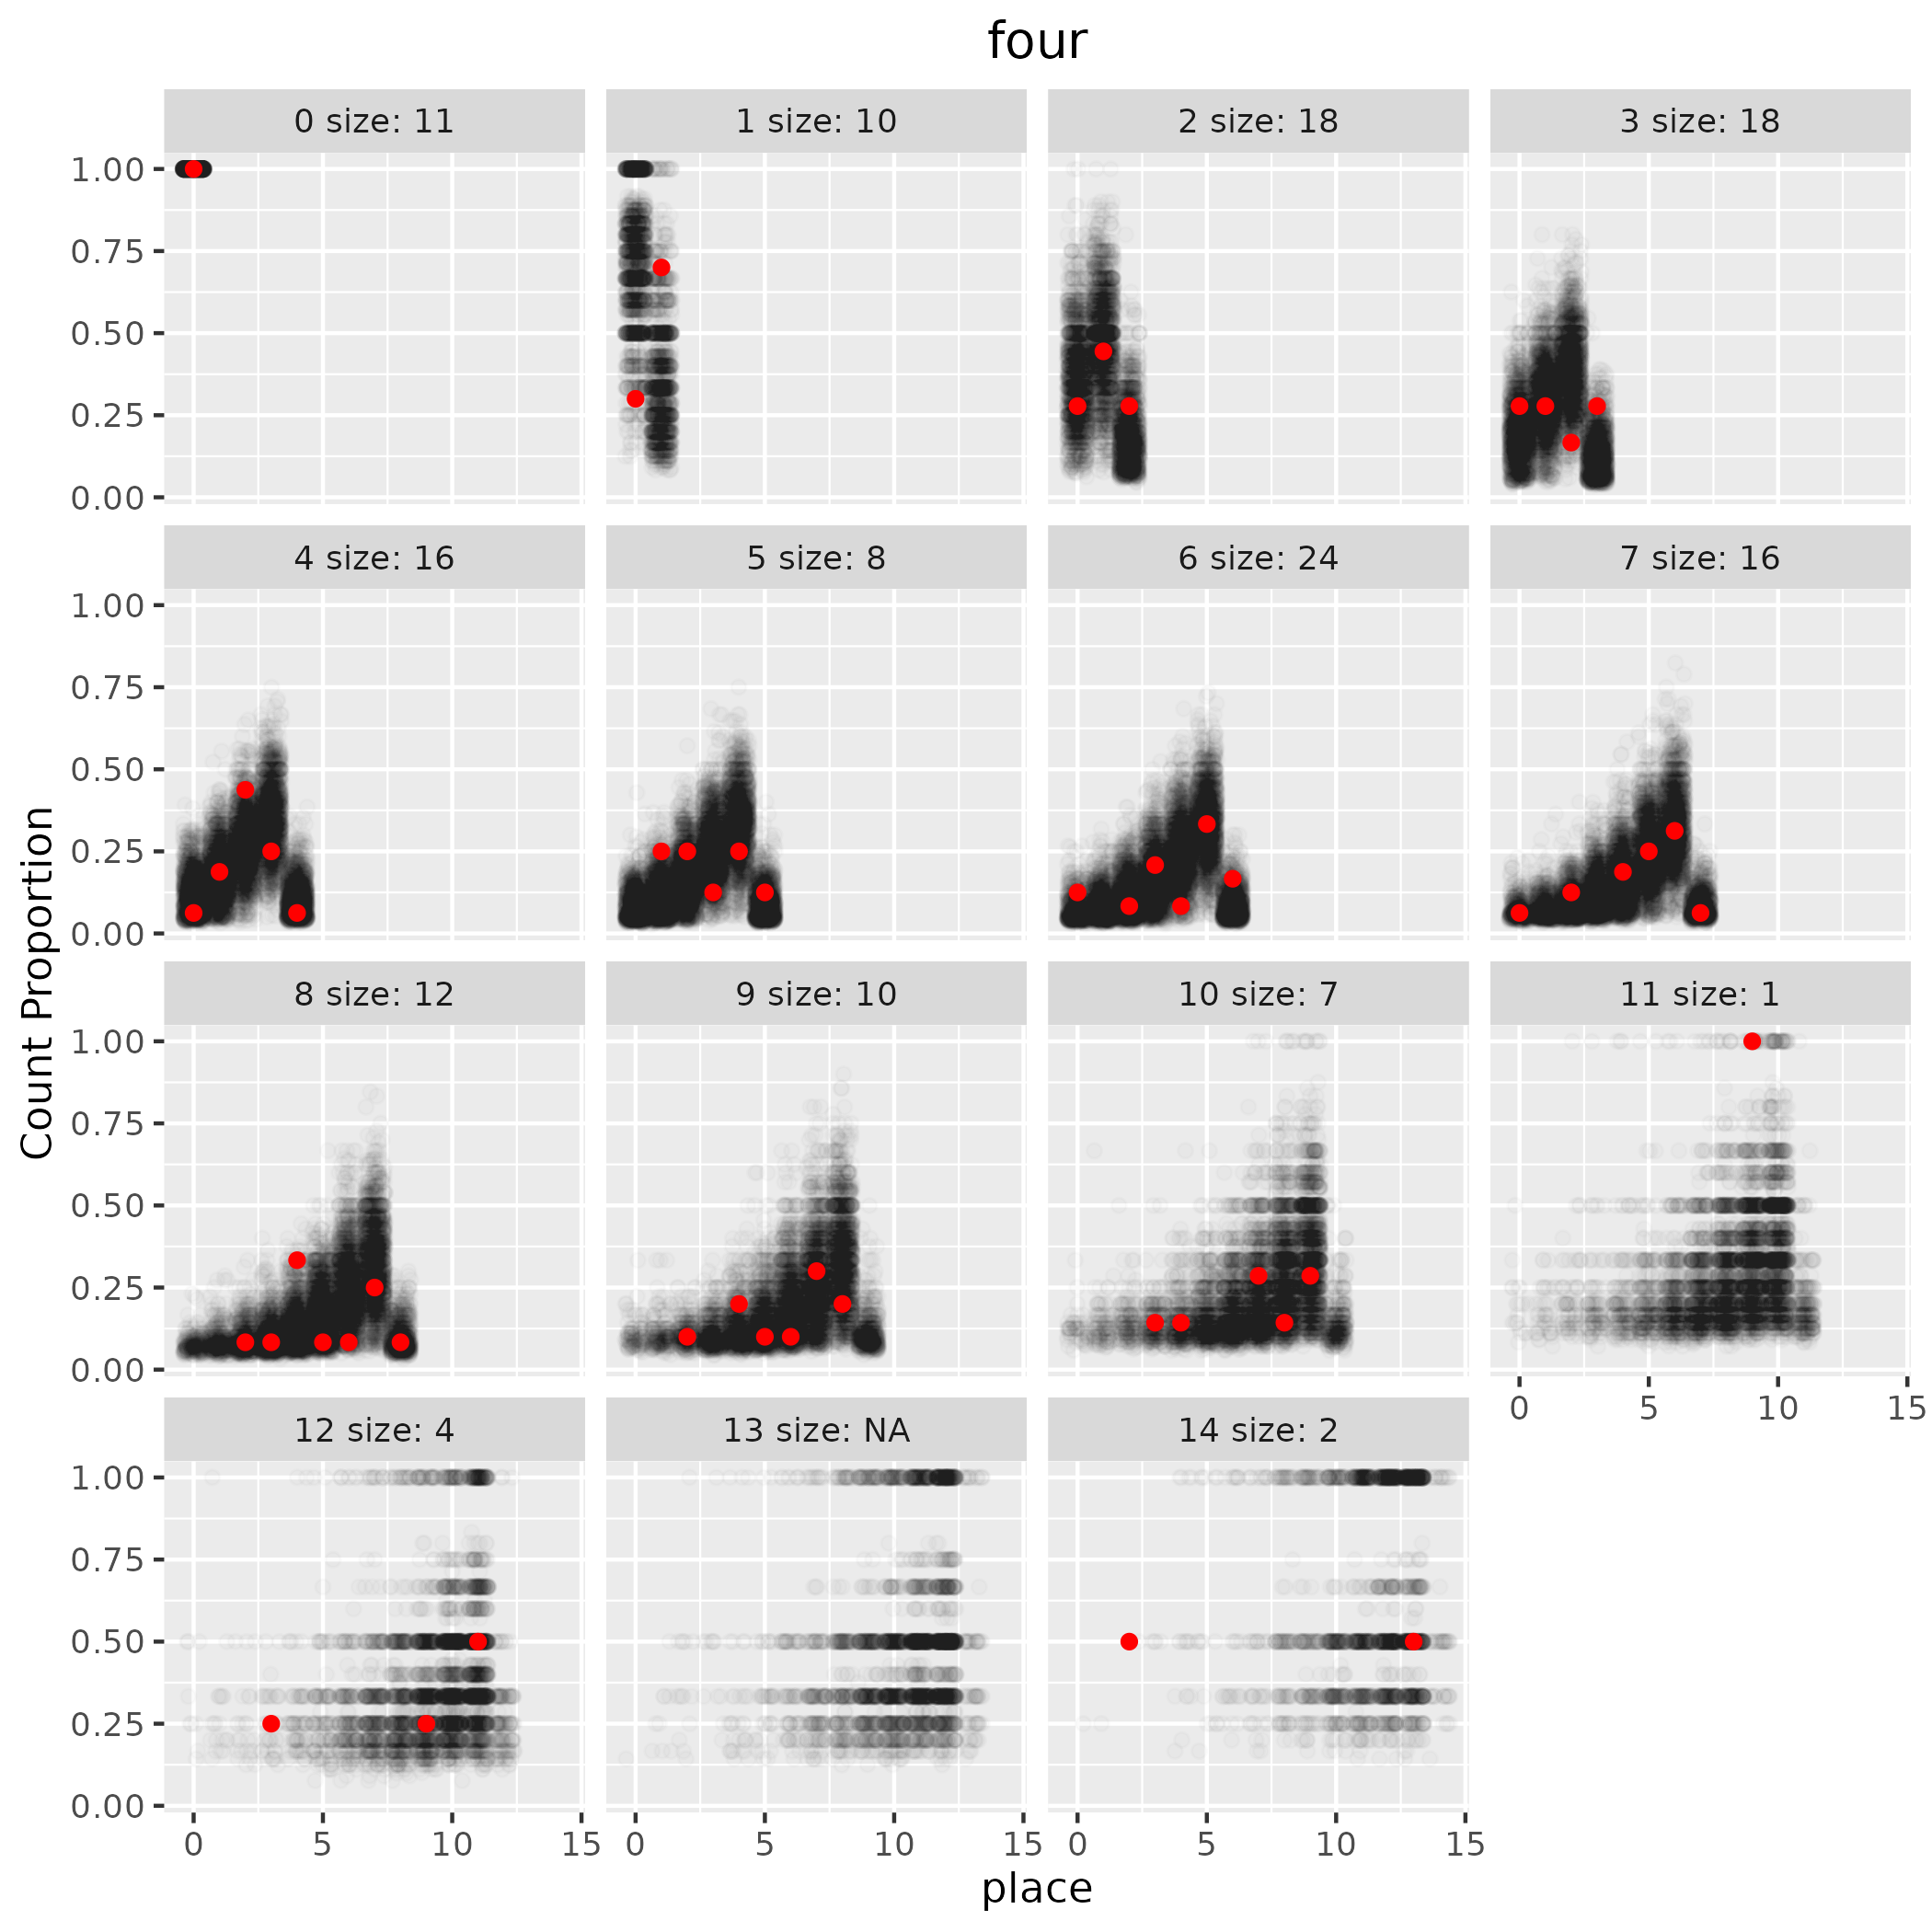 four
0 size: 11
1 size: 10
2 size: 18
3 size: 18
1.00
0.75
0.50
0.25
0.00
4 size: 16
5 size: 8
6 size: 24
7 size: 16
1.00
0.75
0.50
0.25
0.00
Count Proportion
8 size: 12
9 size: 10
10 size: 7
11 size: 1
1.00
0.75
0.50
0.25
0.00
0 5 10 15
12 size: 4
13 size: NA
14 size: 2
1.00
0.75
0.50
0.25
0.00
0 5 10 15
0 5 10 15
0 5 10 15
place